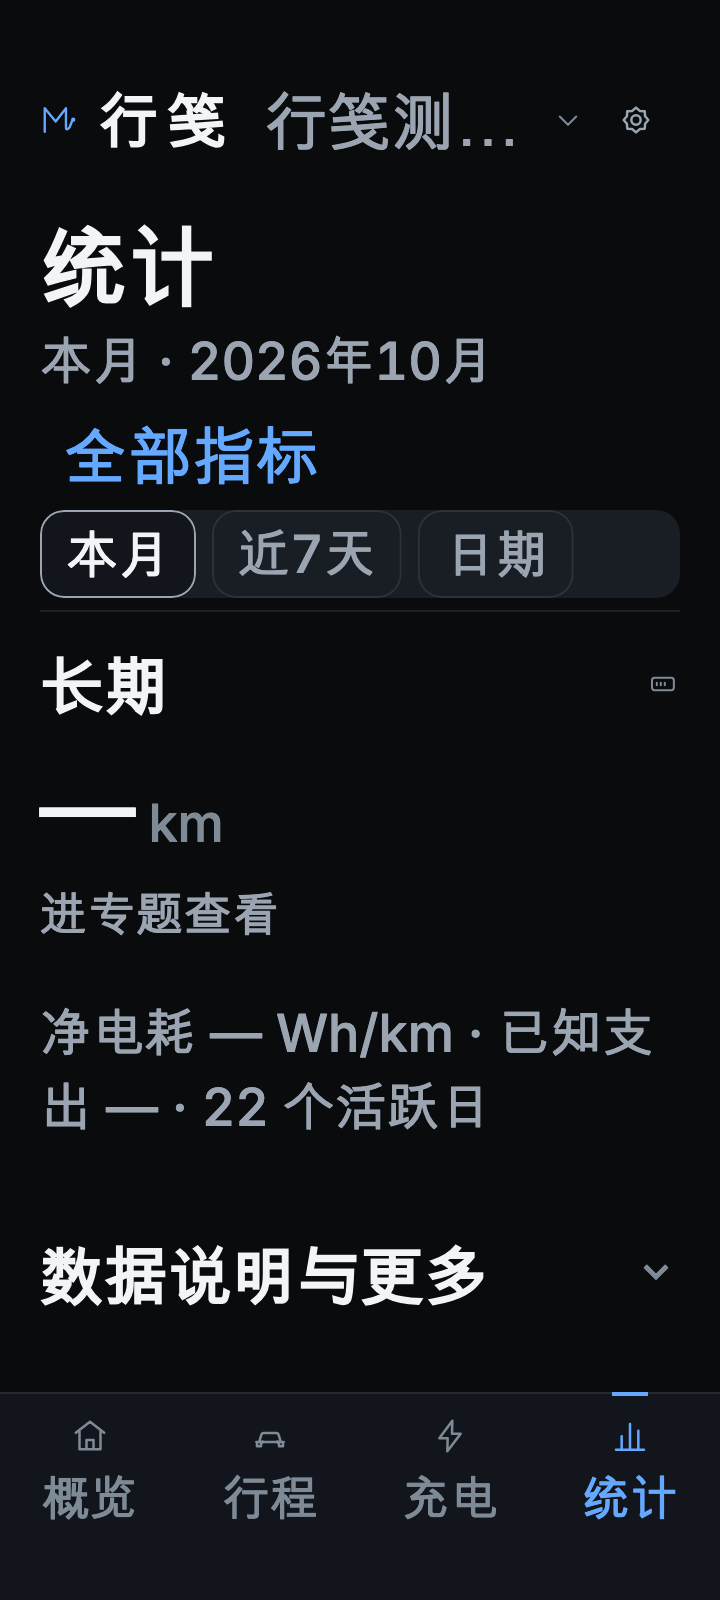 行笺 行笺测...
统计
本月 · 2026年10月
全部指标
本月 近7天 日期
长期
— km
进专题查看
净电耗 — Wh/km · 已知支
出 — · 22 个活跃日
数据说明与更多
概览 行程 充电 统计